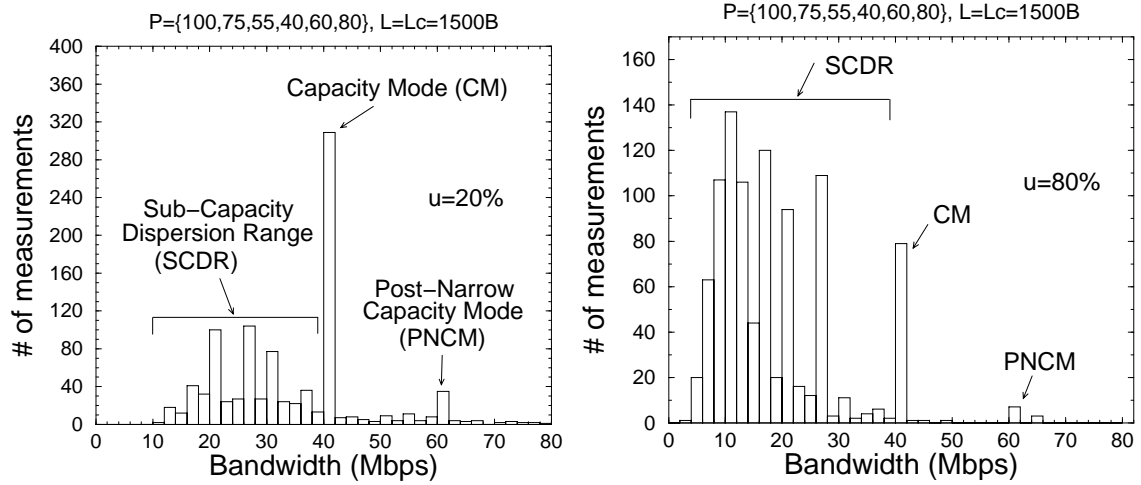 P={100,75,55,40,60,80}, L=Lc=1500B
400
360
320
280
240
200
160
120
80
40
0
# of measurements
Capacity Mode (CM)
u=20%
Sub−Capacity
Dispersion Range
(SCDR)
Post−Narrow
Capacity Mode
(PNCM)
0 10 20 30 40 50 60 70 80
Bandwidth (Mbps)
P={100,75,55,40,60,80}, L=Lc=1500B
160
140
120
100
80
60
40
20
0
# of measurements
SCDR
u=80%
CM
PNCM
0 10 20 30 40 50 60 70 80
Bandwidth (Mbps)